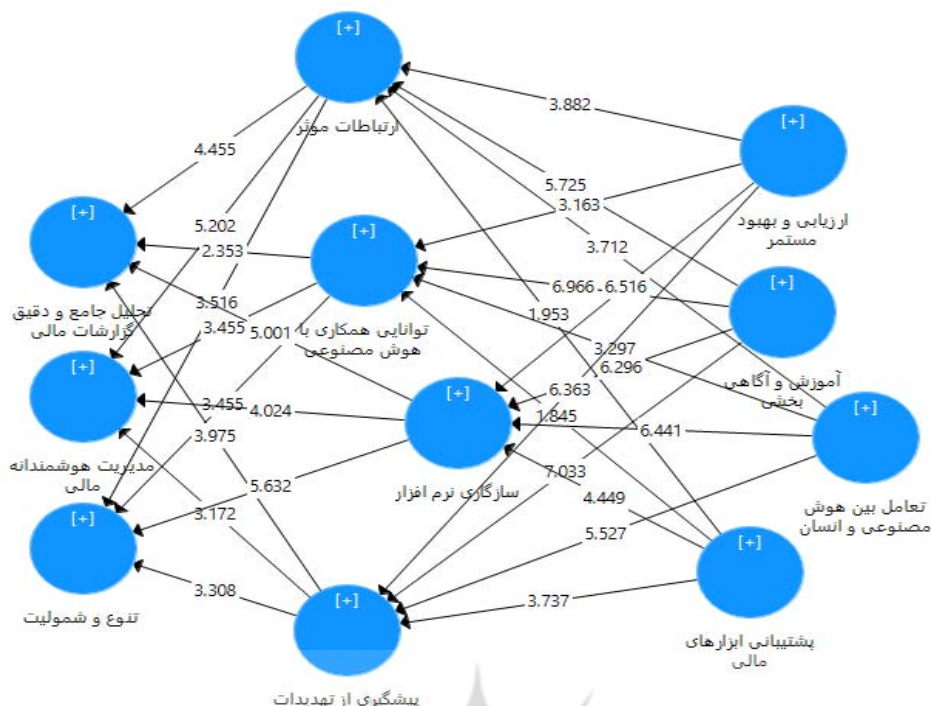 [+]
ارتباطات موثر
[+]
ارزیابی و بهبود
مستمر
3.882
4.455
5.725
3.163
[+]
تحلیل جامع و دقیق
گزارشات مالی
[+]
توانایی همکاری با
هوش مصنوعی
5.202
2.353
3.712
[+]
آموزش و آگاهی
بخشی
6.966
6.516
3.516
1.953
3.455
5.001
3.297
6.296
[+]
مدیریت هوشمندانه
مالی
[+]
سازگاری نرم افزار
6.363
1.845
3.455
4.024
[+]
تعامل بین هوش
مصنوعی و انسان
6.441
3.975
7.033
5.632
4.449
3.172
5.527
[+]
تنوع و شمولیت
[+]
پشتیبانی ابزارهای
مالی
3.308
3.737
[+]
پیشگیری از تهدیدات